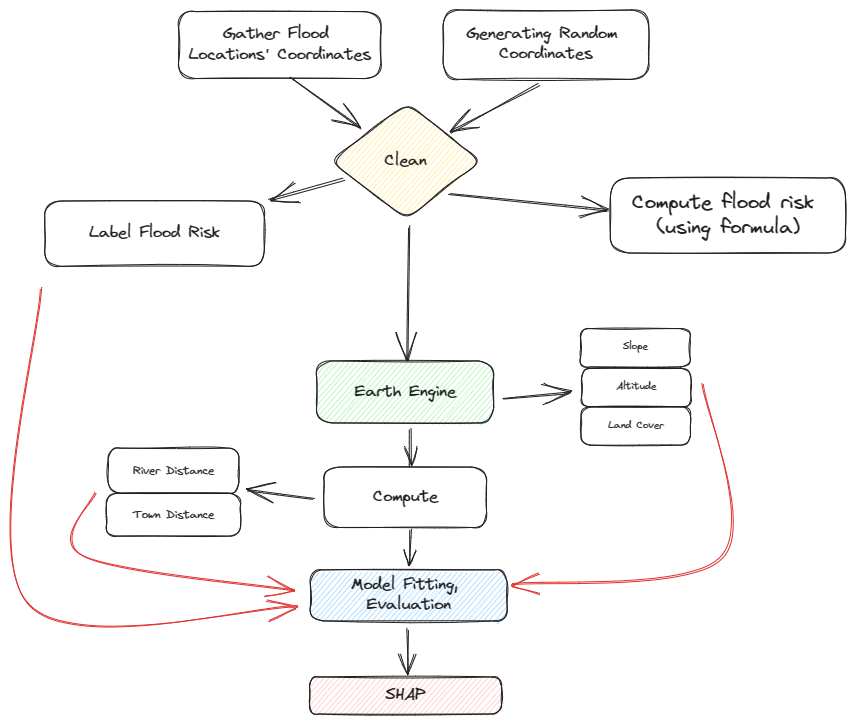 Gather Flood
Locations' Coordinates
Generating Random
Coordinates
Clean
Label Flood Risk
Compute flood risk
(using formula)
Slope
Altitude
Land Cover
Earth Engine
River Distance
Town Distance
Compute
Model Fitting,
Evaluation
SHAP